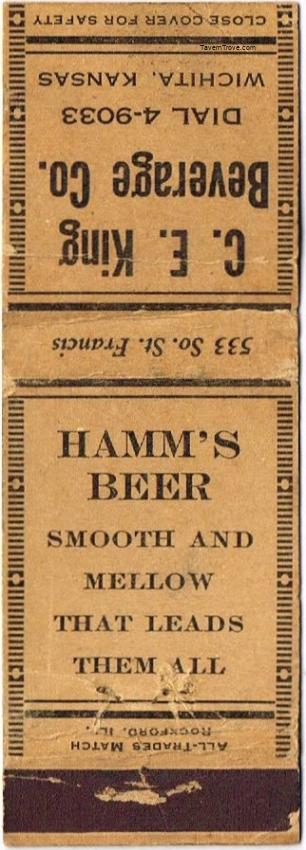 TavernTrove.com
CLOSE COVER FOR SAFETY
C. E. King
Beverage Co.
DIAL 4-9033
WICHITA, KANSAS
533 So. St. Francis
HAMM'S
BEER
SMOOTH AND
MELLOW
THAT LEADS
THEM ALL
ALL-TRADES MATCH
ROCKFORD, ILL.